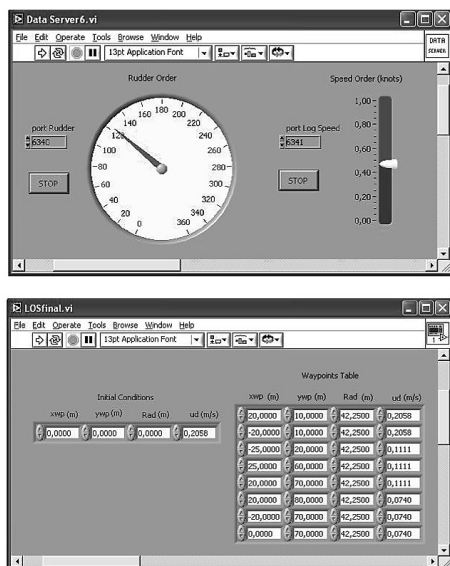 Data Server6.vi
File Edit Operate Tools Browse Window Help
13pt Application Font
DATA
SERVER
Rudder Order
Speed Order (knots)
port Rudder
6340
STOP
0 20 40 60 80 100 120 140 160 180 200 220 240 260 280 300 340 360
port Log Speed
6341
STOP
1,00
0,80
0,60
0,40
0,20
0,00
LOSfinal.vi
File Edit Operate Tools Browse Window Help
13pt Application Font
1
Initial Conditions
xwp (m) ywp(m) Rad (m) ud (m/s)
0,0000 0,0000 0,0000 0,2058
Waypoints Table
xwp (m) ywp (m) Rad (m) ud (m/s)
20,0000 10,0000 42,2500 0,2058
-20,0000 10,0000 42,2500 0,2058
-25,0000 20,0000 42,2500 0,1111
25,0000 60,0000 42,2500 0,1111
20,0000 70,0000 42,2500 0,1111
20,0000 80,0000 42,2500 0,0740
-20,0000 70,0000 42,2500 0,0740
0,0000 70,0000 42,2500 0,0740